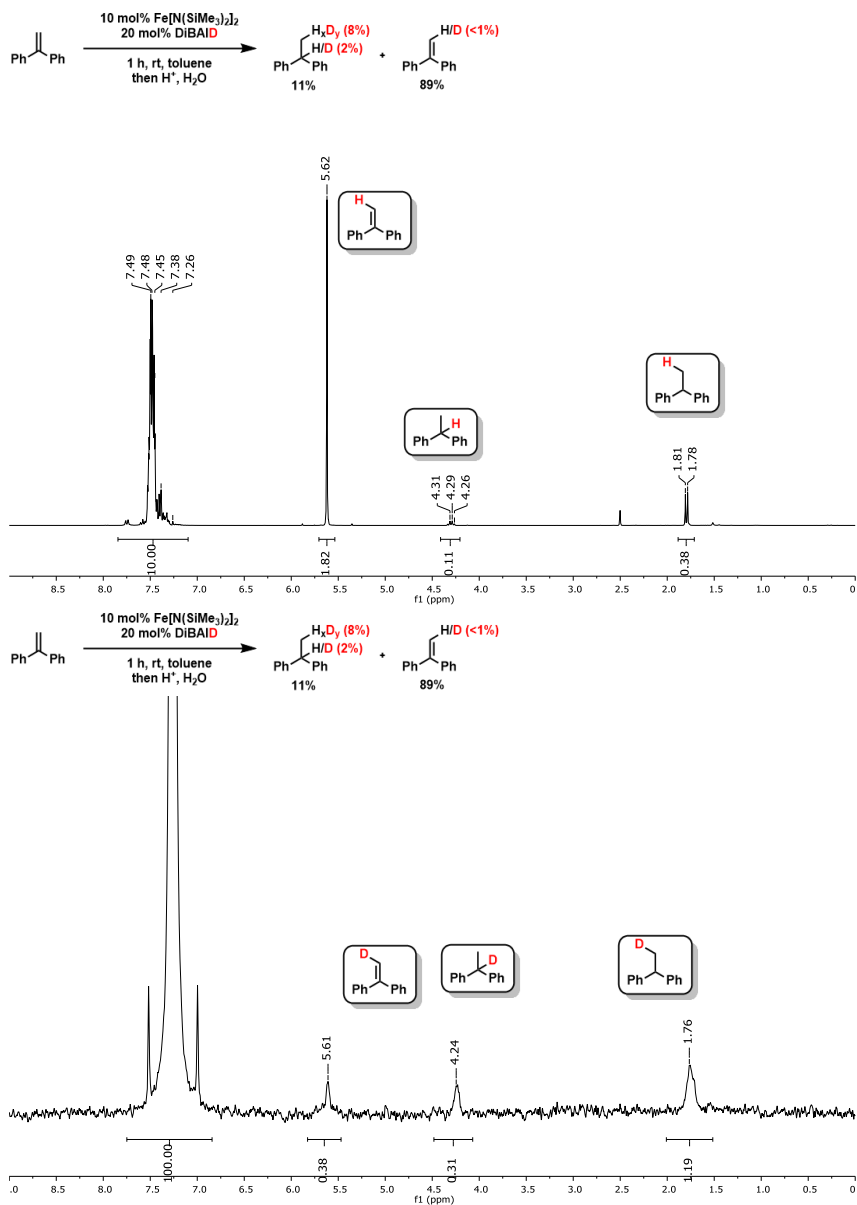 10 mol% Fe[N(SiMe₃)₂]₂
20 mol% DiBAlD
1 h, rt, toluene
then H⁺, H₂O
Ph Ph
HₓDᵧ (8%)
H/D (2%)
Ph Ph
11%
+
H/D (<1%)
Ph Ph
89%
7.49
7.48
7.45
7.38
7.26
5.62
4.31
4.29
4.26
1.81
1.78
H
Ph Ph
H
Ph Ph
H
Ph Ph
10.00
1.82
0.11
0.38
8.5 8.0 7.5 7.0 6.5 6.0 5.5 5.0 4.5 4.0 3.5 3.0 2.5 2.0 1.5 1.0 0.5 0
f1 (ppm)
10 mol% Fe[N(SiMe₃)₂]₂
20 mol% DiBAlD
1 h, rt, toluene
then H⁺, H₂O
Ph Ph
HₓDᵧ (8%)
H/D (2%)
Ph Ph
11%
+
H/D (<1%)
Ph Ph
89%
D
Ph Ph
D
Ph Ph
D
Ph Ph
5.61
4.24
1.76
100.00
0.38
0.31
1.19
.0 8.5 8.0 7.5 7.0 6.5 6.0 5.5 5.0 4.5 4.0 3.5 3.0 2.5 2.0 1.5 1.0 0.5 0
f1 (ppm)